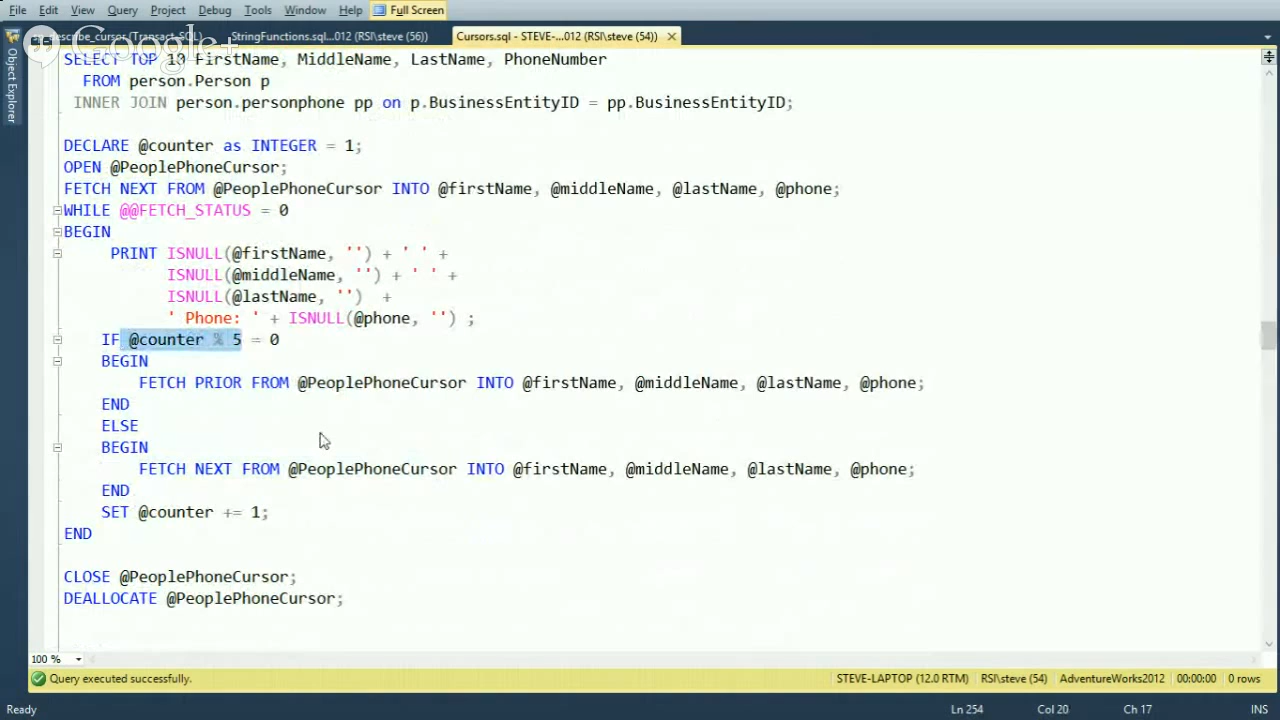 File Edit View Query Project Debug Tools Window Help Full Screen
sp_describe_cursor (Transact-SQL) StringFunctions.sql...012 (RSI\steve (56)) Cursors.sql - STEVE-...012 (RSI\steve (54)) ✕
Google+
Object Explorer
SELECT TOP 10 FirstName, MiddleName, LastName, PhoneNumber
FROM person.Person p
INNER JOIN person.personphone pp on p.BusinessEntityID = pp.BusinessEntityID;
DECLARE @counter as INTEGER = 1;
OPEN @PeoplePhoneCursor;
FETCH NEXT FROM @PeoplePhoneCursor INTO @firstName, @middleName, @lastName, @phone;
WHILE @@FETCH_STATUS = 0
BEGIN
PRINT ISNULL(@firstName, '') + ' ' +
ISNULL(@middleName, '') + ' ' +
ISNULL(@lastName, '') +
' Phone: ' + ISNULL(@phone, '') ;
IF @counter % 5 = 0
BEGIN
FETCH PRIOR FROM @PeoplePhoneCursor INTO @firstName, @middleName, @lastName, @phone;
END
ELSE
BEGIN
FETCH NEXT FROM @PeoplePhoneCursor INTO @firstName, @middleName, @lastName, @phone;
END
SET @counter += 1;
END
CLOSE @PeoplePhoneCursor;
DEALLOCATE @PeoplePhoneCursor;
100 %
Query executed successfully. STEVE-LAPTOP (12.0 RTM) RSI\steve (54) AdventureWorks2012 00:00:00 0 rows
Ready Ln 254 Col 20 Ch 17 INS